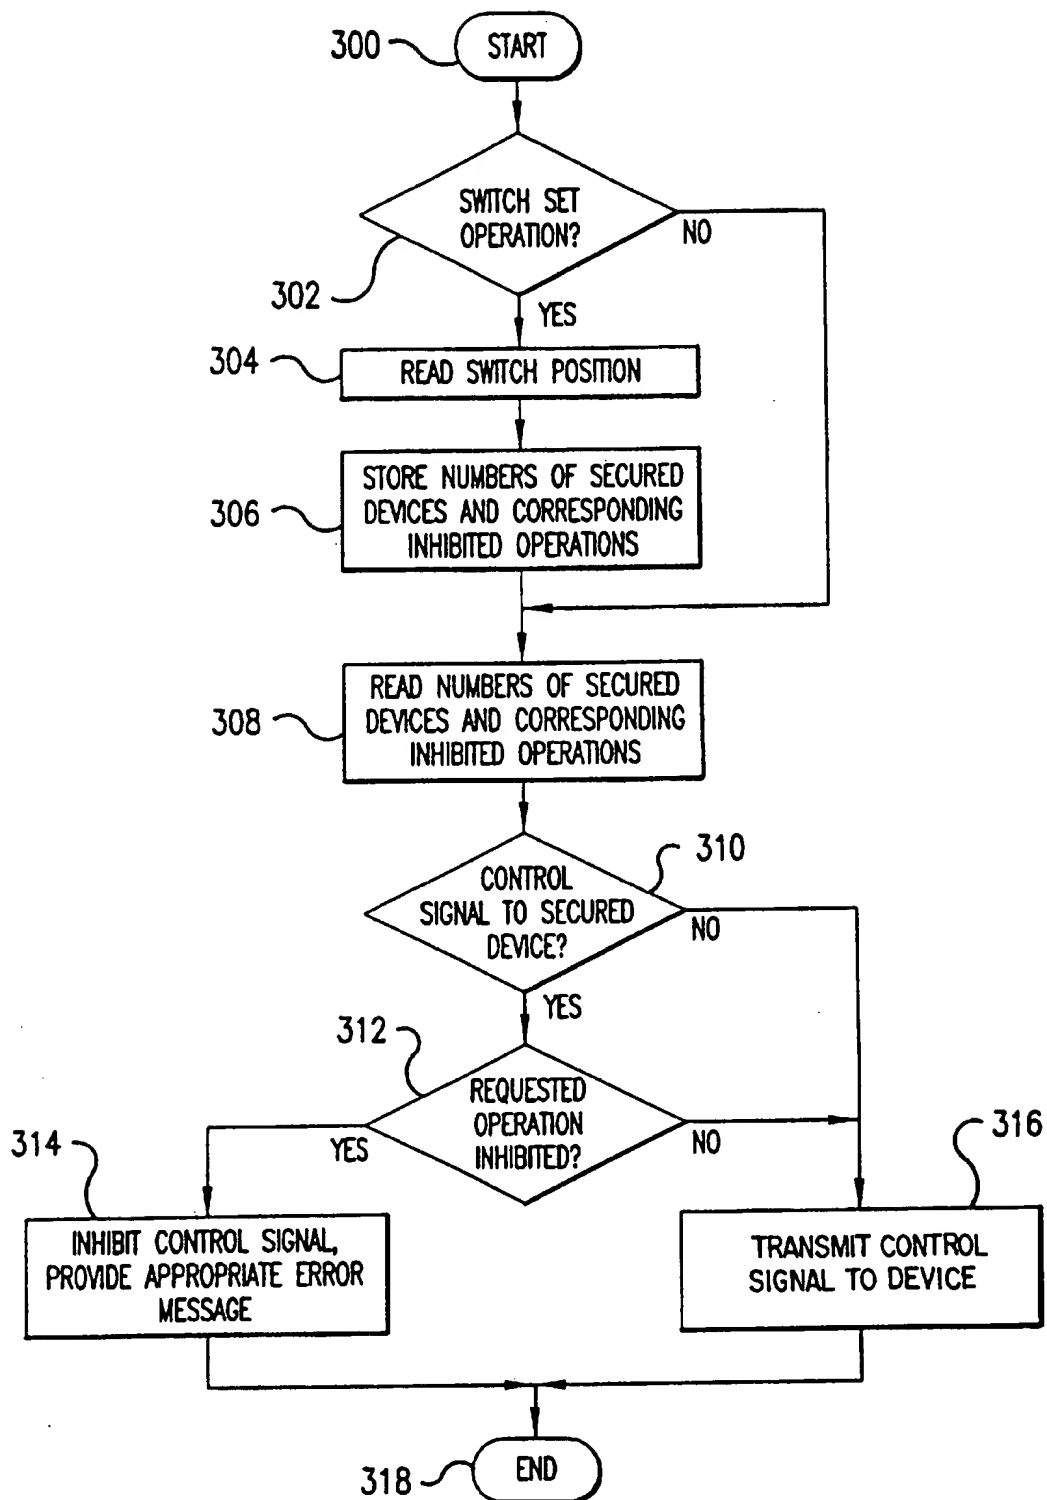 300
START
SWITCH SET
OPERATION?
NO
302
YES
304
READ SWITCH POSITION
306
STORE NUMBERS OF SECURED
DEVICES AND CORRESPONDING
INHIBITED OPERATIONS
308
READ NUMBERS OF SECURED
DEVICES AND CORRESPONDING
INHIBITED OPERATIONS
310
CONTROL
SIGNAL TO SECURED
DEVICE?
NO
YES
312
REQUESTED
OPERATION
INHIBITED?
YES
NO
314
316
INHIBIT CONTROL SIGNAL,
PROVIDE APPROPRIATE ERROR
MESSAGE
TRANSMIT CONTROL
SIGNAL TO DEVICE
318
END